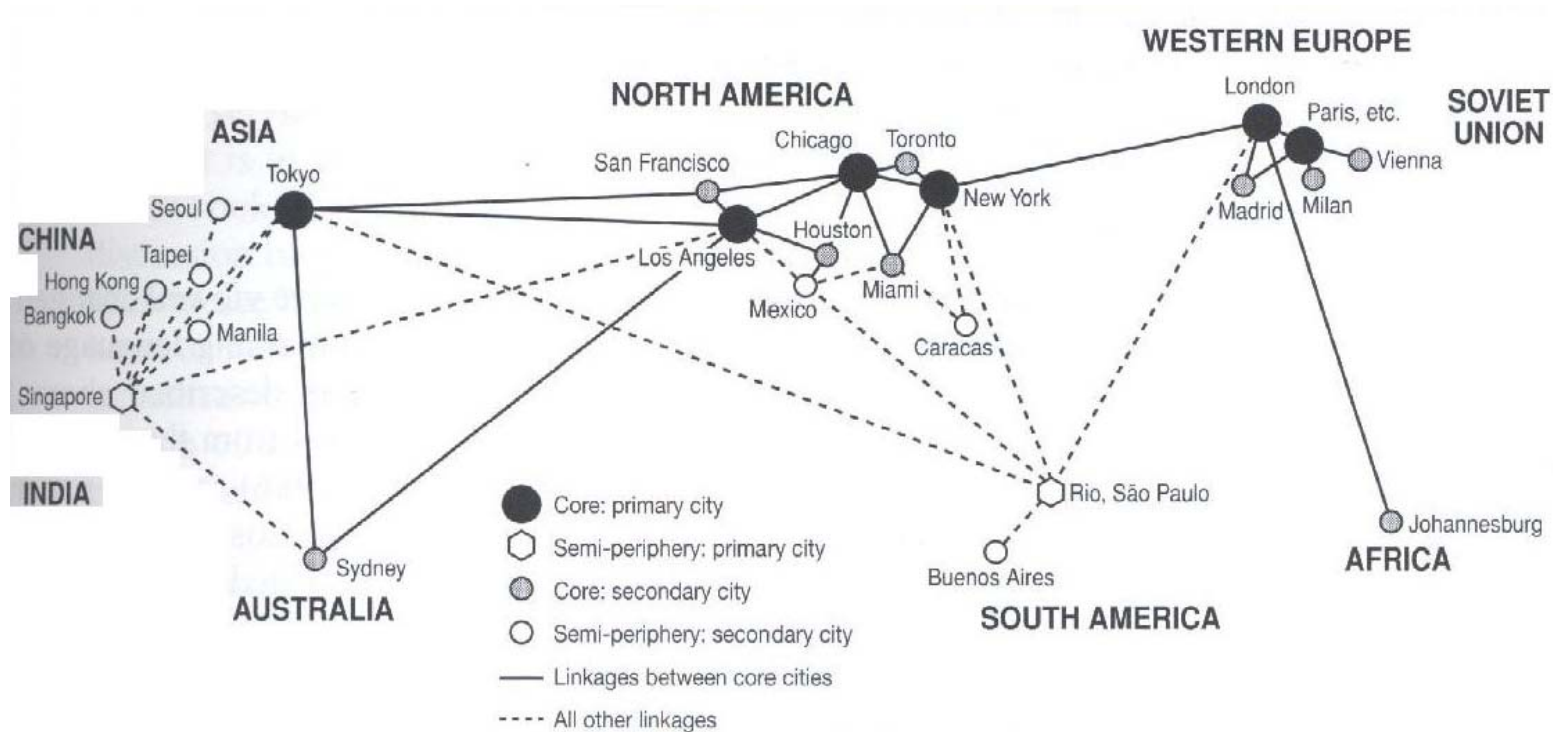 WESTERN EUROPE
London
SOVIET
UNION
Paris, etc.
Vienna
Milan
Madrid
NORTH AMERICA
Chicago
Toronto
San Francisco
New York
Houston
Los Angeles
Miami
Mexico
Caracas
ASIA
Tokyo
Seoul
CHINA
Taipei
Hong Kong
Bangkok
Manila
Singapore
INDIA
Sydney
AUSTRALIA
Rio, São Paulo
Buenos Aires
SOUTH AMERICA
Johannesburg
AFRICA
Core: primary city
Semi-periphery: primary city
Core: secondary city
Semi-periphery: secondary city
Linkages between core cities
All other linkages